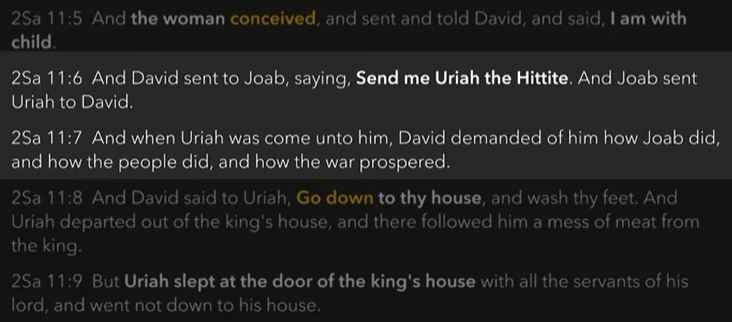 2Sa 11:5 And the woman conceived, and sent and told David, and said, I am with
child.
2Sa 11:6 And David sent to Joab, saying, Send me Uriah the Hittite. And Joab sent
Uriah to David.
2Sa 11:7 And when Uriah was come unto him, David demanded of him how Joab did,
and how the people did, and how the war prospered.
2Sa 11:8 And David said to Uriah, Go down to thy house, and wash thy feet. And
Uriah departed out of the king's house, and there followed him a mess of meat from
the king.
2Sa 11:9 But Uriah slept at the door of the king's house with all the servants of his
lord, and went not down to his house.